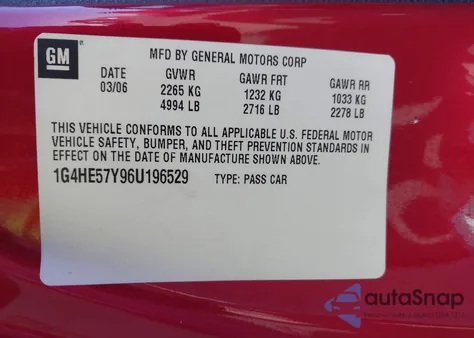 GM
MFD BY GENERAL MOTORS CORP
DATE GVWR GAWR FRT GAWR RR
03/06 2265 KG 1232 KG 1033 KG
4994 LB 2716 LB 2278 LB
THIS VEHICLE CONFORMS TO ALL APPLICABLE U.S. FEDERAL MOTOR
VEHICLE SAFETY, BUMPER, AND THEFT PREVENTION STANDARDS IN
EFFECT ON THE DATE OF MANUFACTURE SHOWN ABOVE.
1G4HE57Y96U196529 TYPE: PASS CAR
autoSnap